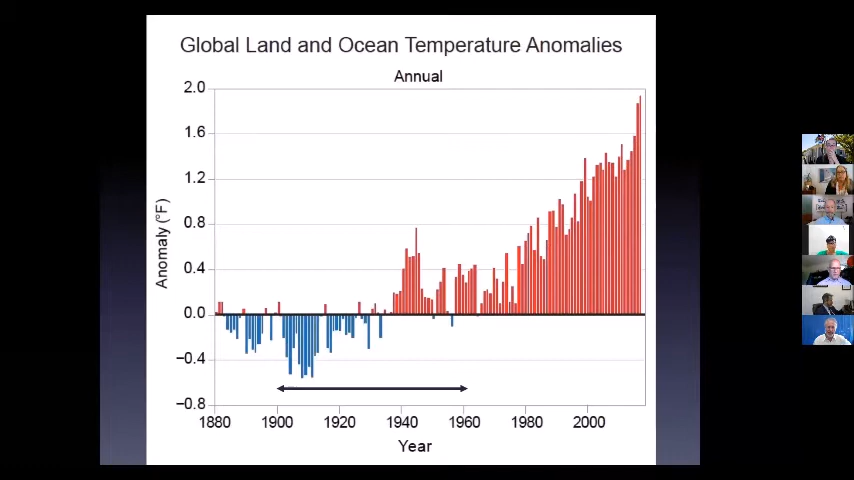 Global Land and Ocean Temperature Anomalies
Annual
2.0
1.6
1.2
0.8
0.4
0.0
−0.4
−0.8
Anomaly (°F)
1880 1900 1920 1940 1960 1980 2000
Year